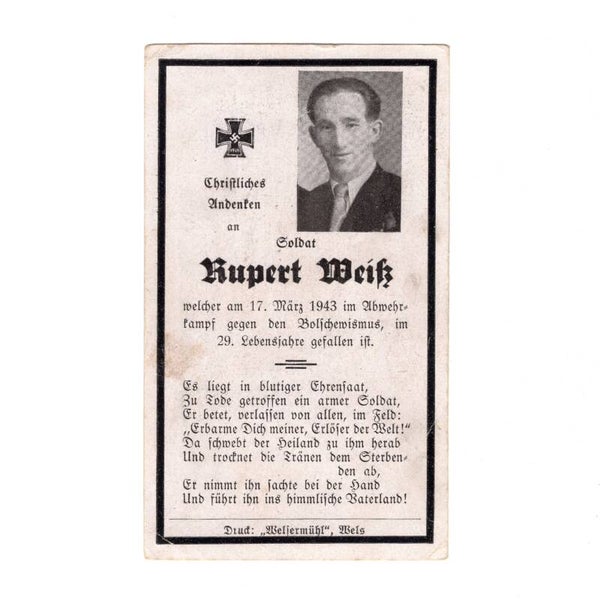 Christliches
Andenken
an
Soldat
Rupert Weiß
welcher am 17. März 1943 im Abwehr-
kampf gegen den Bolschewismus, im
29. Lebensjahre gefallen ist.
Es liegt in blutiger Ehrensaat,
Zu Tode getroffen ein armer Soldat,
Er betet, verlassen von allen, im Feld:
„Erbarme Dich meiner, Erlöser der Welt!“
Da schwebt der Heiland zu ihm herab
Und trocknet die Tränen dem Sterben-
den ab,
Er nimmt ihn sachte bei der Hand
Und führt ihn ins himmlische Vaterland!
Druck: „Welsermühl“, Wels